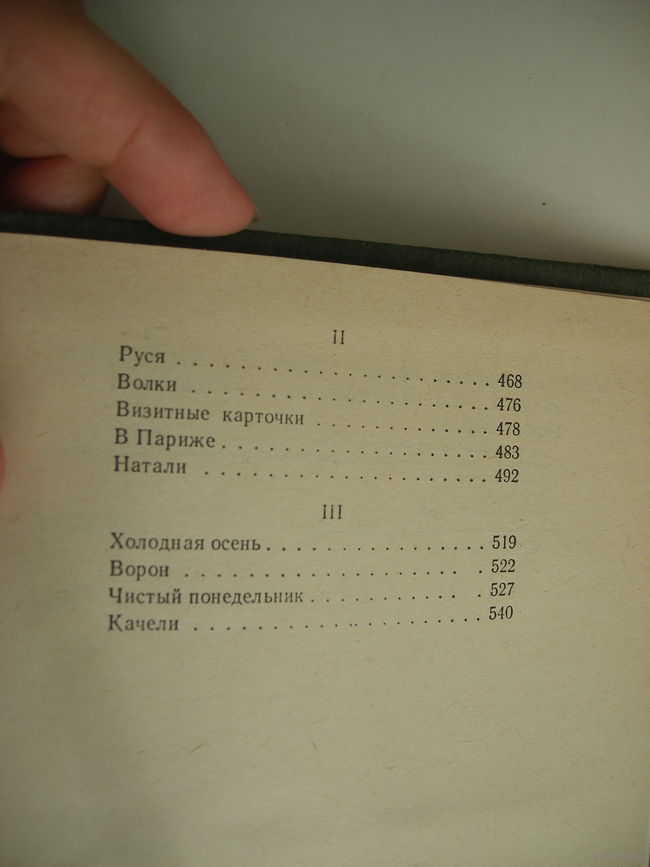 II
Руся . . . . . . . . . . . . . . . . . . . . 468
Волки . . . . . . . . . . . . . . . . . . . 476
Визитные карточки . . . . . . . . . . . 478
В Париже . . . . . . . . . . . . . . . . . 483
Натали . . . . . . . . . . . . . . . . . . 492
III
Холодная осень . . . . . . . . . . . . . . 519
Ворон . . . . . . . . . . . . . . . . . . 522
Чистый понедельник . . . . . . . . . . . 527
Качели . . . . . . . . . . . . . . . . . . 540